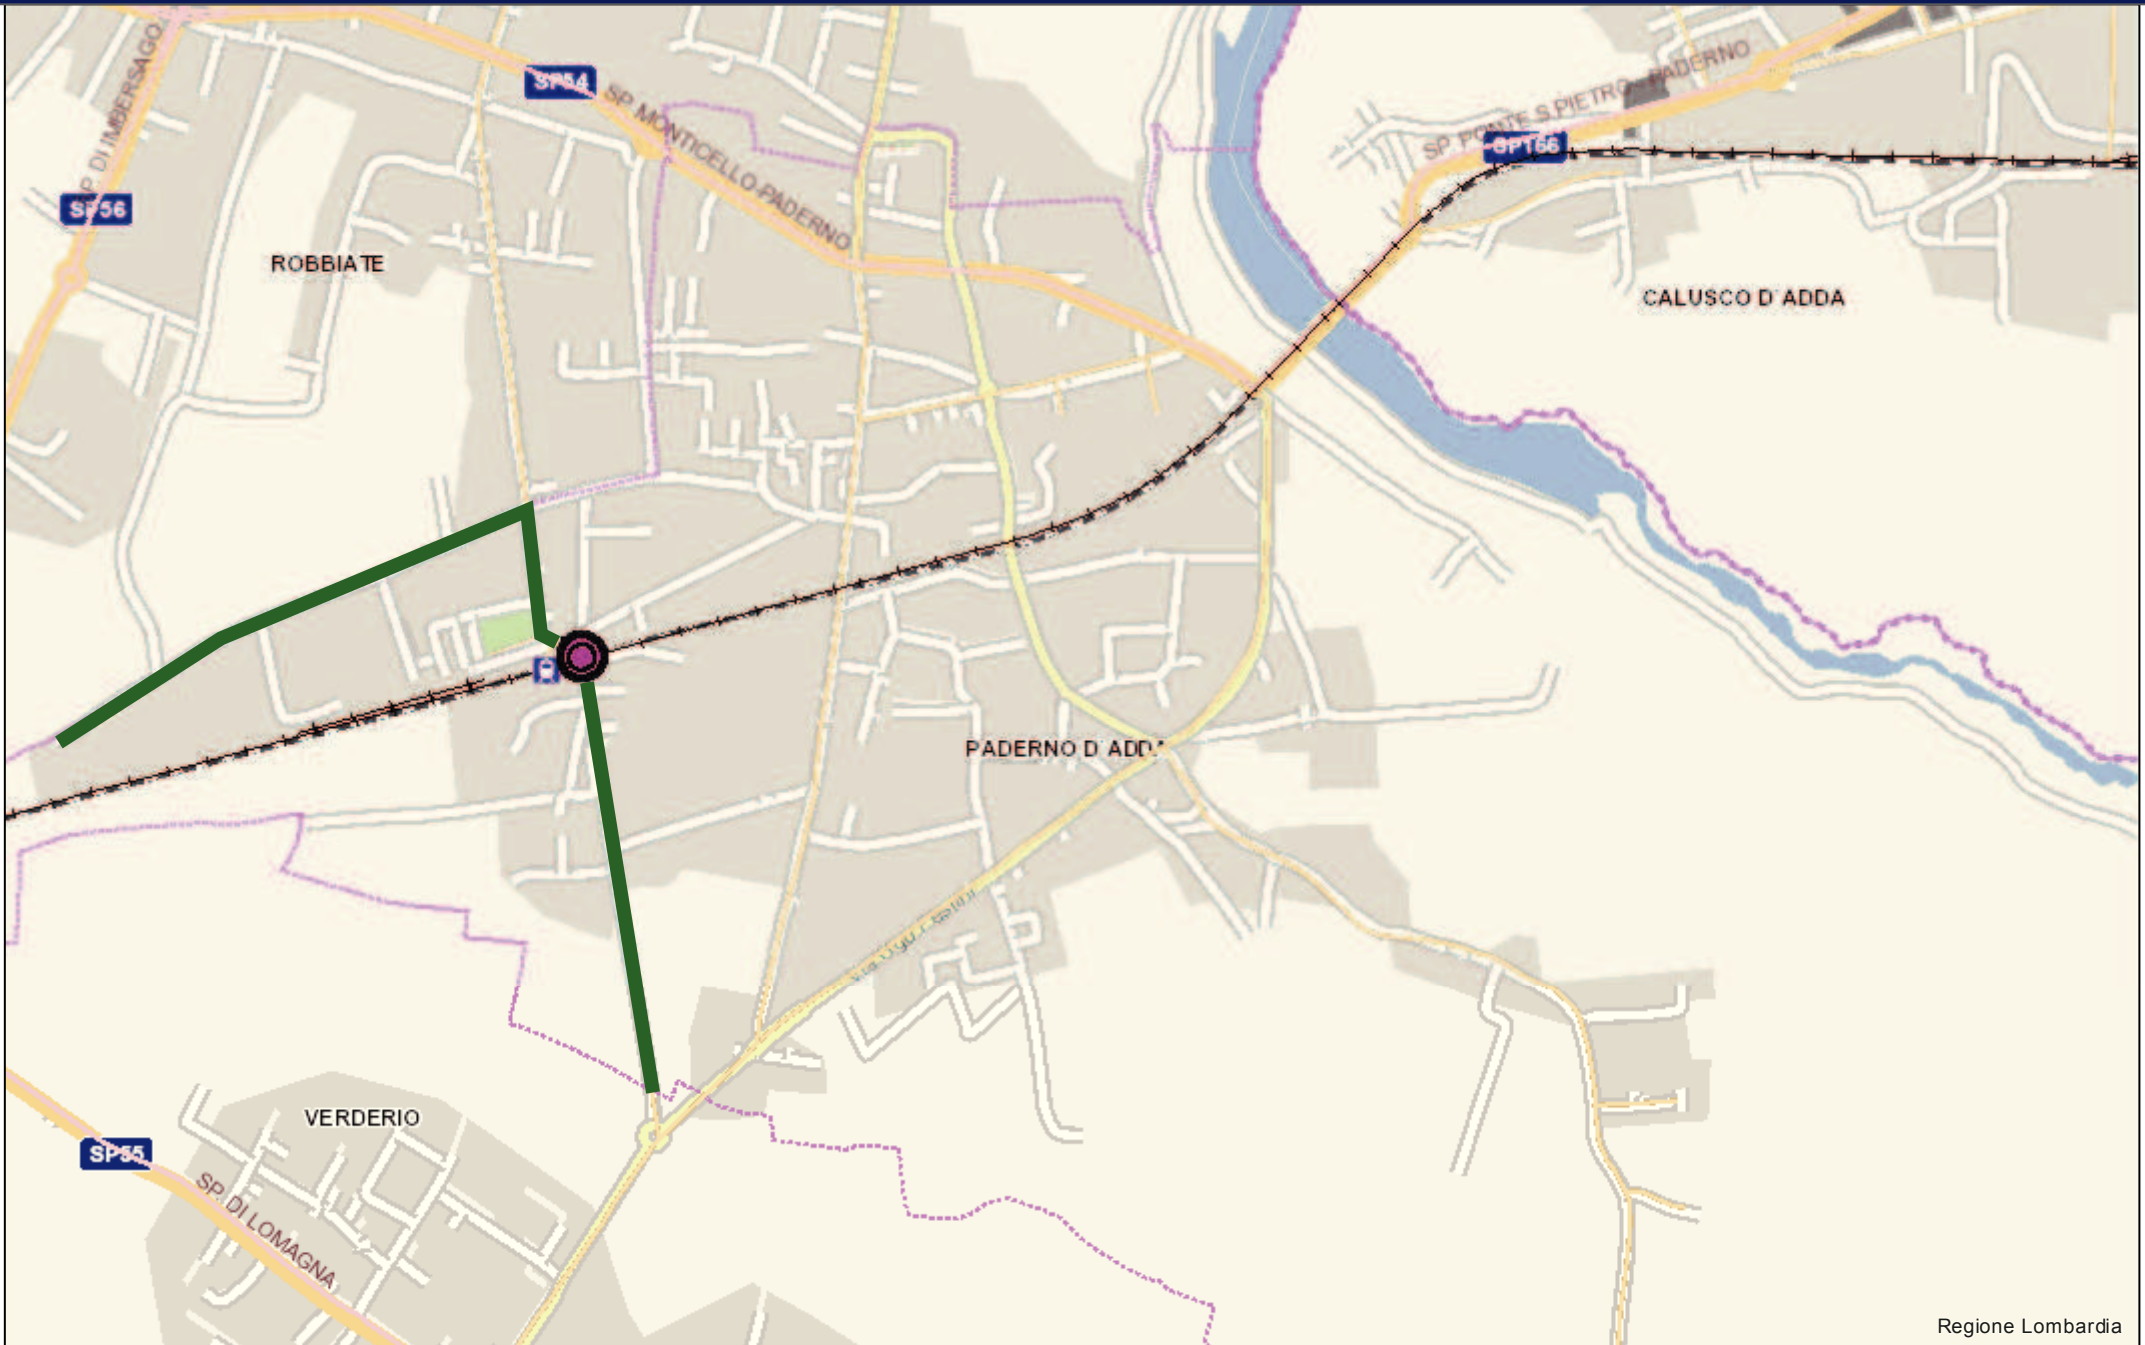 SP. DI IMBERSAGO
SP54
SP. MONTICELLO-PADERNO
SP. PONTE S.PIETRO - PADERNO
SP166
SP56
ROBBIATE
CALUSCO D'ADDA
PADERNO D'ADDA
VERDERIO
SP55
SP. DI LOMAGNA
Regione Lombardia